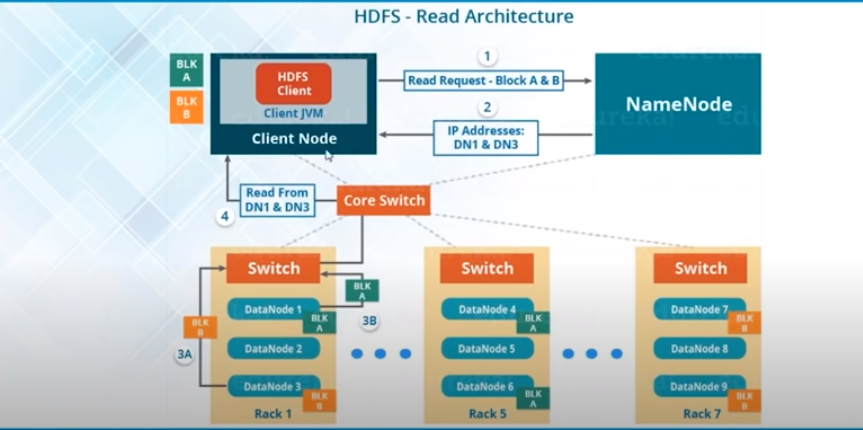 HDFS - Read Architecture
BLK
A
BLK
B
HDFS
Client
Client JVM
Client Node
1
Read Request - Block A & B
2
IP Addresses:
DN1 & DN3
NameNode
4
Read From
DN1 & DN3
Core Switch
Switch
DataNode 1
BLK
A
DataNode 2
DataNode 3
BLK
B
Rack 1
BLK
B
3A
BLK
A
3B
Switch
DataNode 4
BLK
A
DataNode 5
DataNode 6
BLK
A
Rack 5
Switch
DataNode 7
BLK
B
DataNode 8
DataNode 9
BLK
B
Rack 7